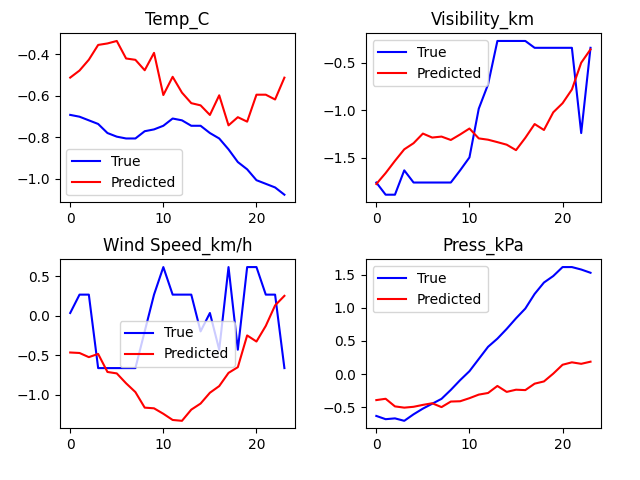 Temp_C
−0.4
−0.6
−0.8
−1.0
True
Predicted
0 10 20
Visibility_km
−0.5
−1.0
−1.5
True
Predicted
0 10 20
Wind Speed_km/h
0.5
0.0
−0.5
−1.0
True
Predicted
0 10 20
Press_kPa
1.5
1.0
0.5
0.0
−0.5
True
Predicted
0 10 20